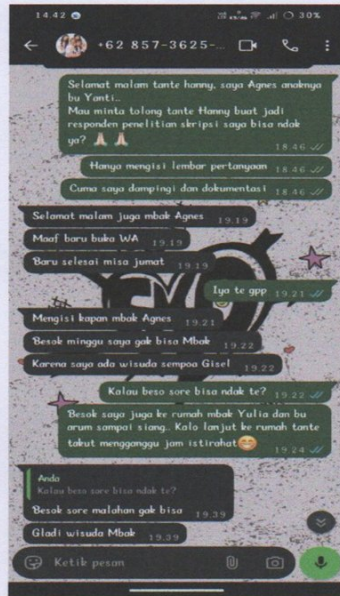 14.42
30%
+62 857-3625-...
Selamat malam tante hanny, saya Agnes anaknya
bu Yanti..
Mau minta tolong tante Hanny buat jadi
responden penelitian skripsi saya bisa ndak
ya? 🙏🏻 🙏🏻
18.46
Hanya mengisi lembar pertanyaan 18.46
Cuma saya dampingi dan dokumentasi 18.46
Selamat malam juga mbak Agnes 19.19
Maaf baru buka WA 19.19
Baru selesai misa jumat 19.19
Iya te gpp 19.21
Mengisi kapan mbak Agnes 19.21
Besok minggu saya gak bisa Mbak 19.22
Karena saya ada wisuda sempoa Gisel 19.22
Kalau beso sore bisa ndak te? 19.22
Besok saya juga ke rumah mbak Yulia dan bu
arum sampai siang.. Kalo lanjut ke rumah tante
takut mengganggu jam istirahat😁
19.24
Anda
Kalau beso sore bisa ndak te?
Besok sore malahan gak bisa 19.39
Gladi wisuda Mbak 19.39
Ketik pesan